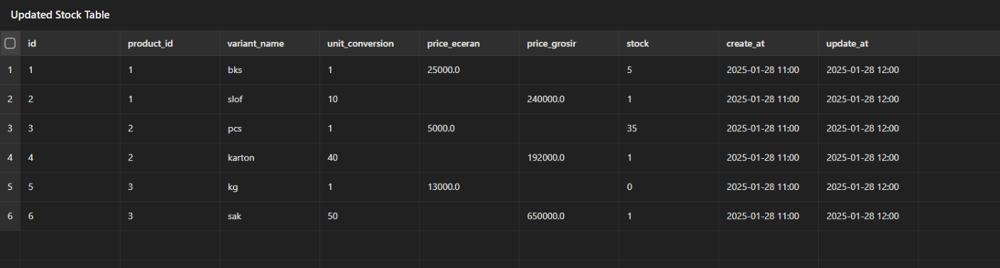 Updated Stock Table
id product_id variant_name unit_conversion price_eceran price_grosir stock create_at update_at
1 1 1 bks 1 25000.0 5 2025-01-28 11:00 2025-01-28 12:00
2 2 1 slof 10 240000.0 1 2025-01-28 11:00 2025-01-28 12:00
3 3 2 pcs 1 5000.0 35 2025-01-28 11:00 2025-01-28 12:00
4 4 2 karton 40 192000.0 1 2025-01-28 11:00 2025-01-28 12:00
5 5 3 kg 1 13000.0 0 2025-01-28 11:00 2025-01-28 12:00
6 6 3 sak 50 650000.0 1 2025-01-28 11:00 2025-01-28 12:00